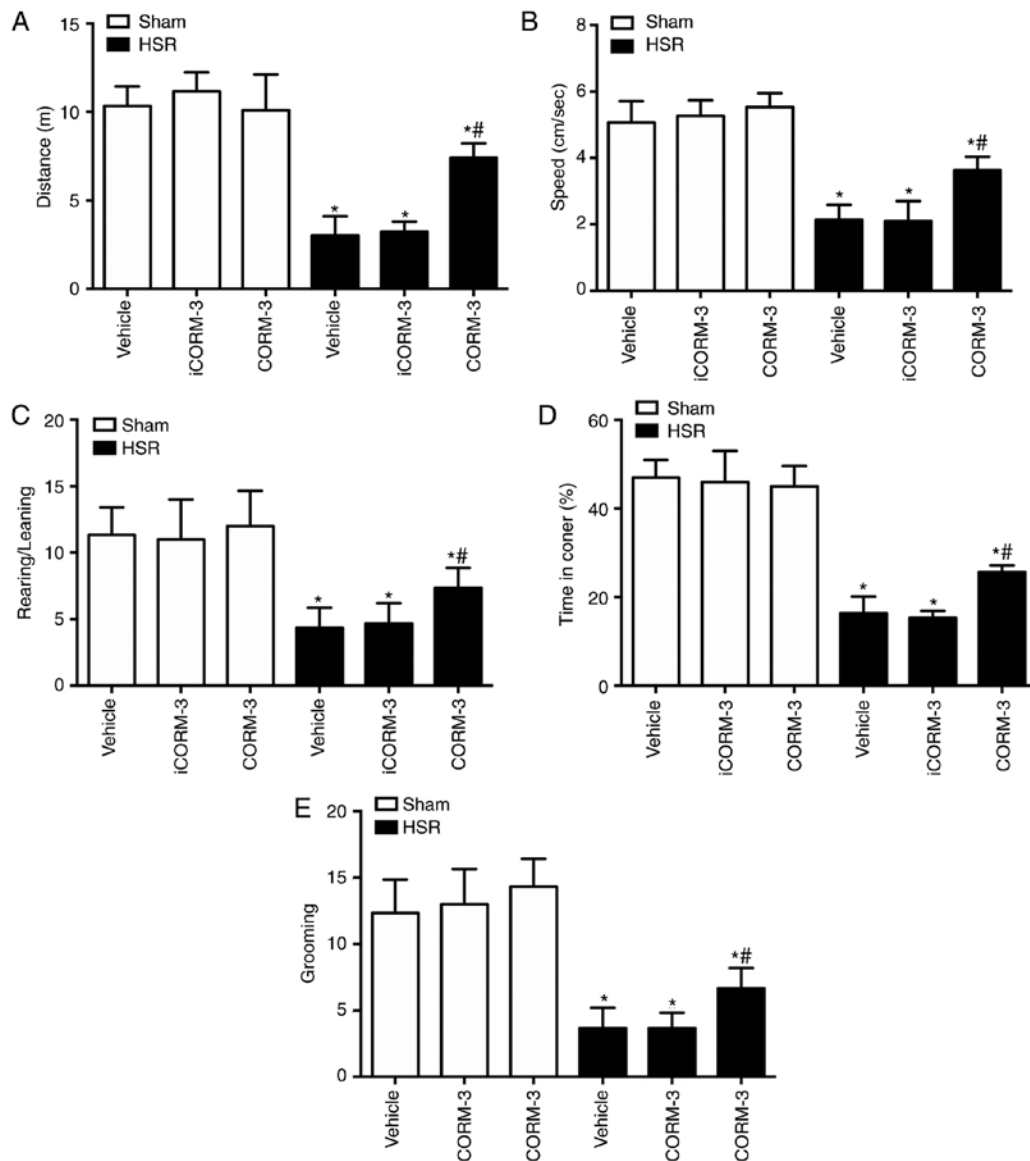 A
Sham
HSR
15
10
5
0
Distance (m)
*
*
*#
Vehicle
iCORM-3
CORM-3
Vehicle
iCORM-3
CORM-3
B
Sham
HSR
8
6
4
2
0
Speed (cm/sec)
*
*
*#
Vehicle
iCORM-3
CORM-3
Vehicle
iCORM-3
CORM-3
C
Sham
HSR
20
15
10
5
0
Rearing/Leaning
*
*
*#
Vehicle
iCORM-3
CORM-3
Vehicle
iCORM-3
CORM-3
D
Sham
HSR
60
40
20
0
Time in coner (%)
*
*
*#
Vehicle
iCORM-3
CORM-3
Vehicle
iCORM-3
CORM-3
E
Sham
HSR
20
15
10
5
0
Grooming
*
*
*#
Vehicle
CORM-3
CORM-3
Vehicle
CORM-3
CORM-3